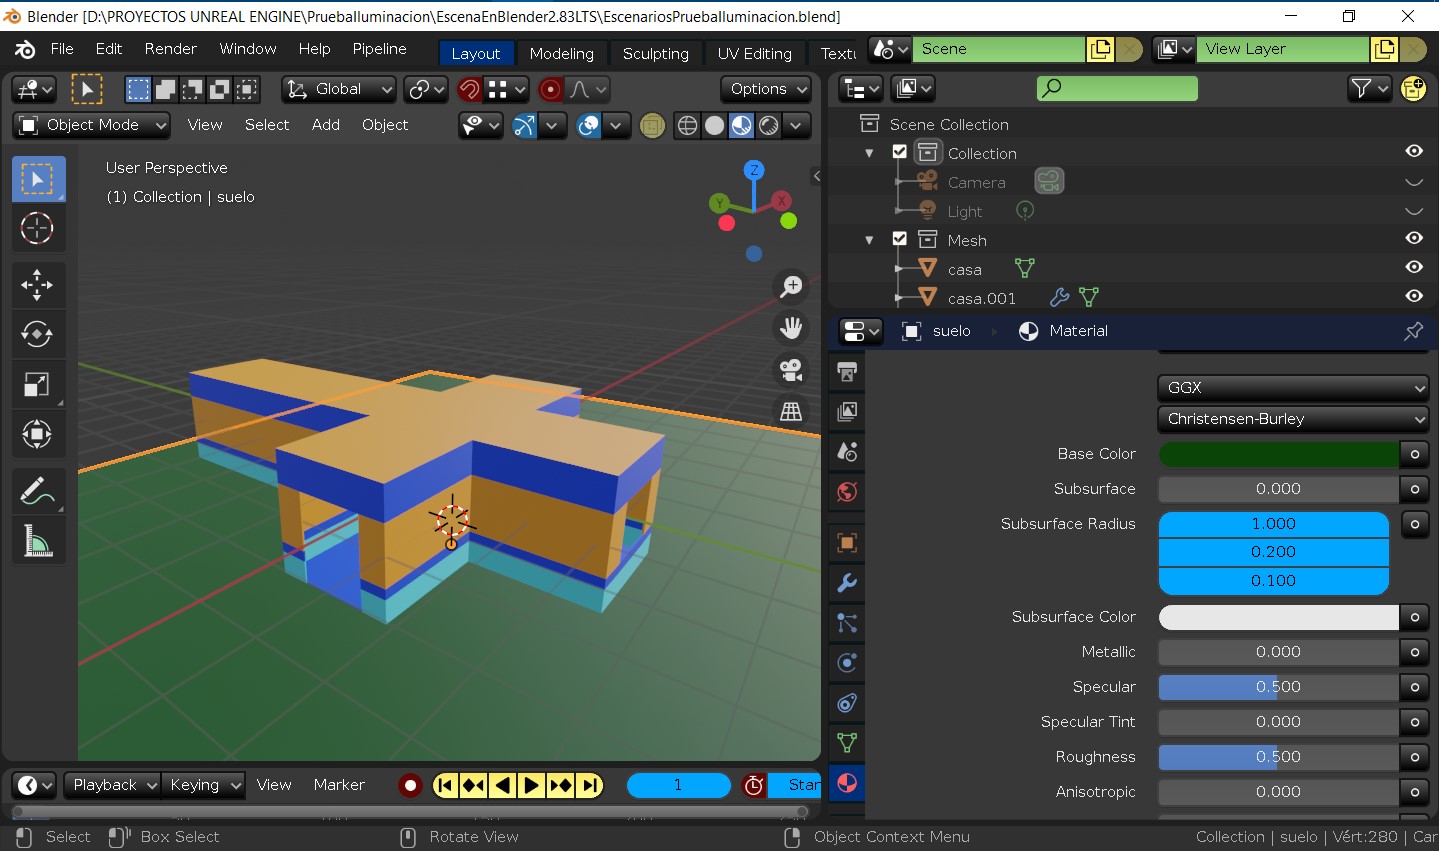 Blender [D:\PROYECTOS UNREAL ENGINE\PruebaIluminacion\EscenaEnBlender2.83LTS\EscenariosPruebaIluminacion.blend]
File Edit Render Window Help Pipeline Layout Modeling Sculpting UV Editing Textu Scene View Layer
Global Options
Object Mode View Select Add Object
User Perspective
(1) Collection | suelo
Z
Y
X
Scene Collection
Collection
Camera
Light
Mesh
casa
casa.001
suelo Material
GGX
Christensen-Burley
Base Color
Subsurface 0.000
Subsurface Radius 1.000
0.200
0.100
Subsurface Color
Metallic 0.000
Specular 0.500
Specular Tint 0.000
Roughness 0.500
Anisotropic 0.000
Playback Keying View Marker 1 Star
Select Box Select Rotate View Object Context Menu Collection | suelo | Vért:280 | Car